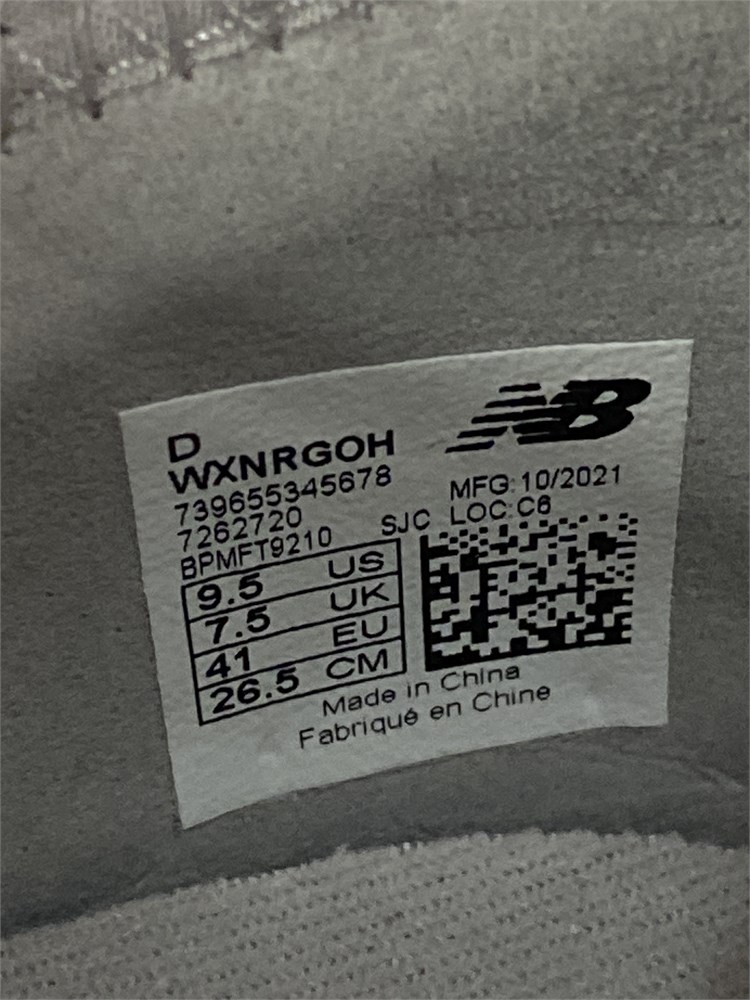 NB
D
WXNRGOH
739655345678
7262720
BPMFT9210
MFG:10/2021
SJC LOC:C6
9.5 US
7.5 UK
41 EU
26.5 CM
Made in China
Fabriqué en Chine